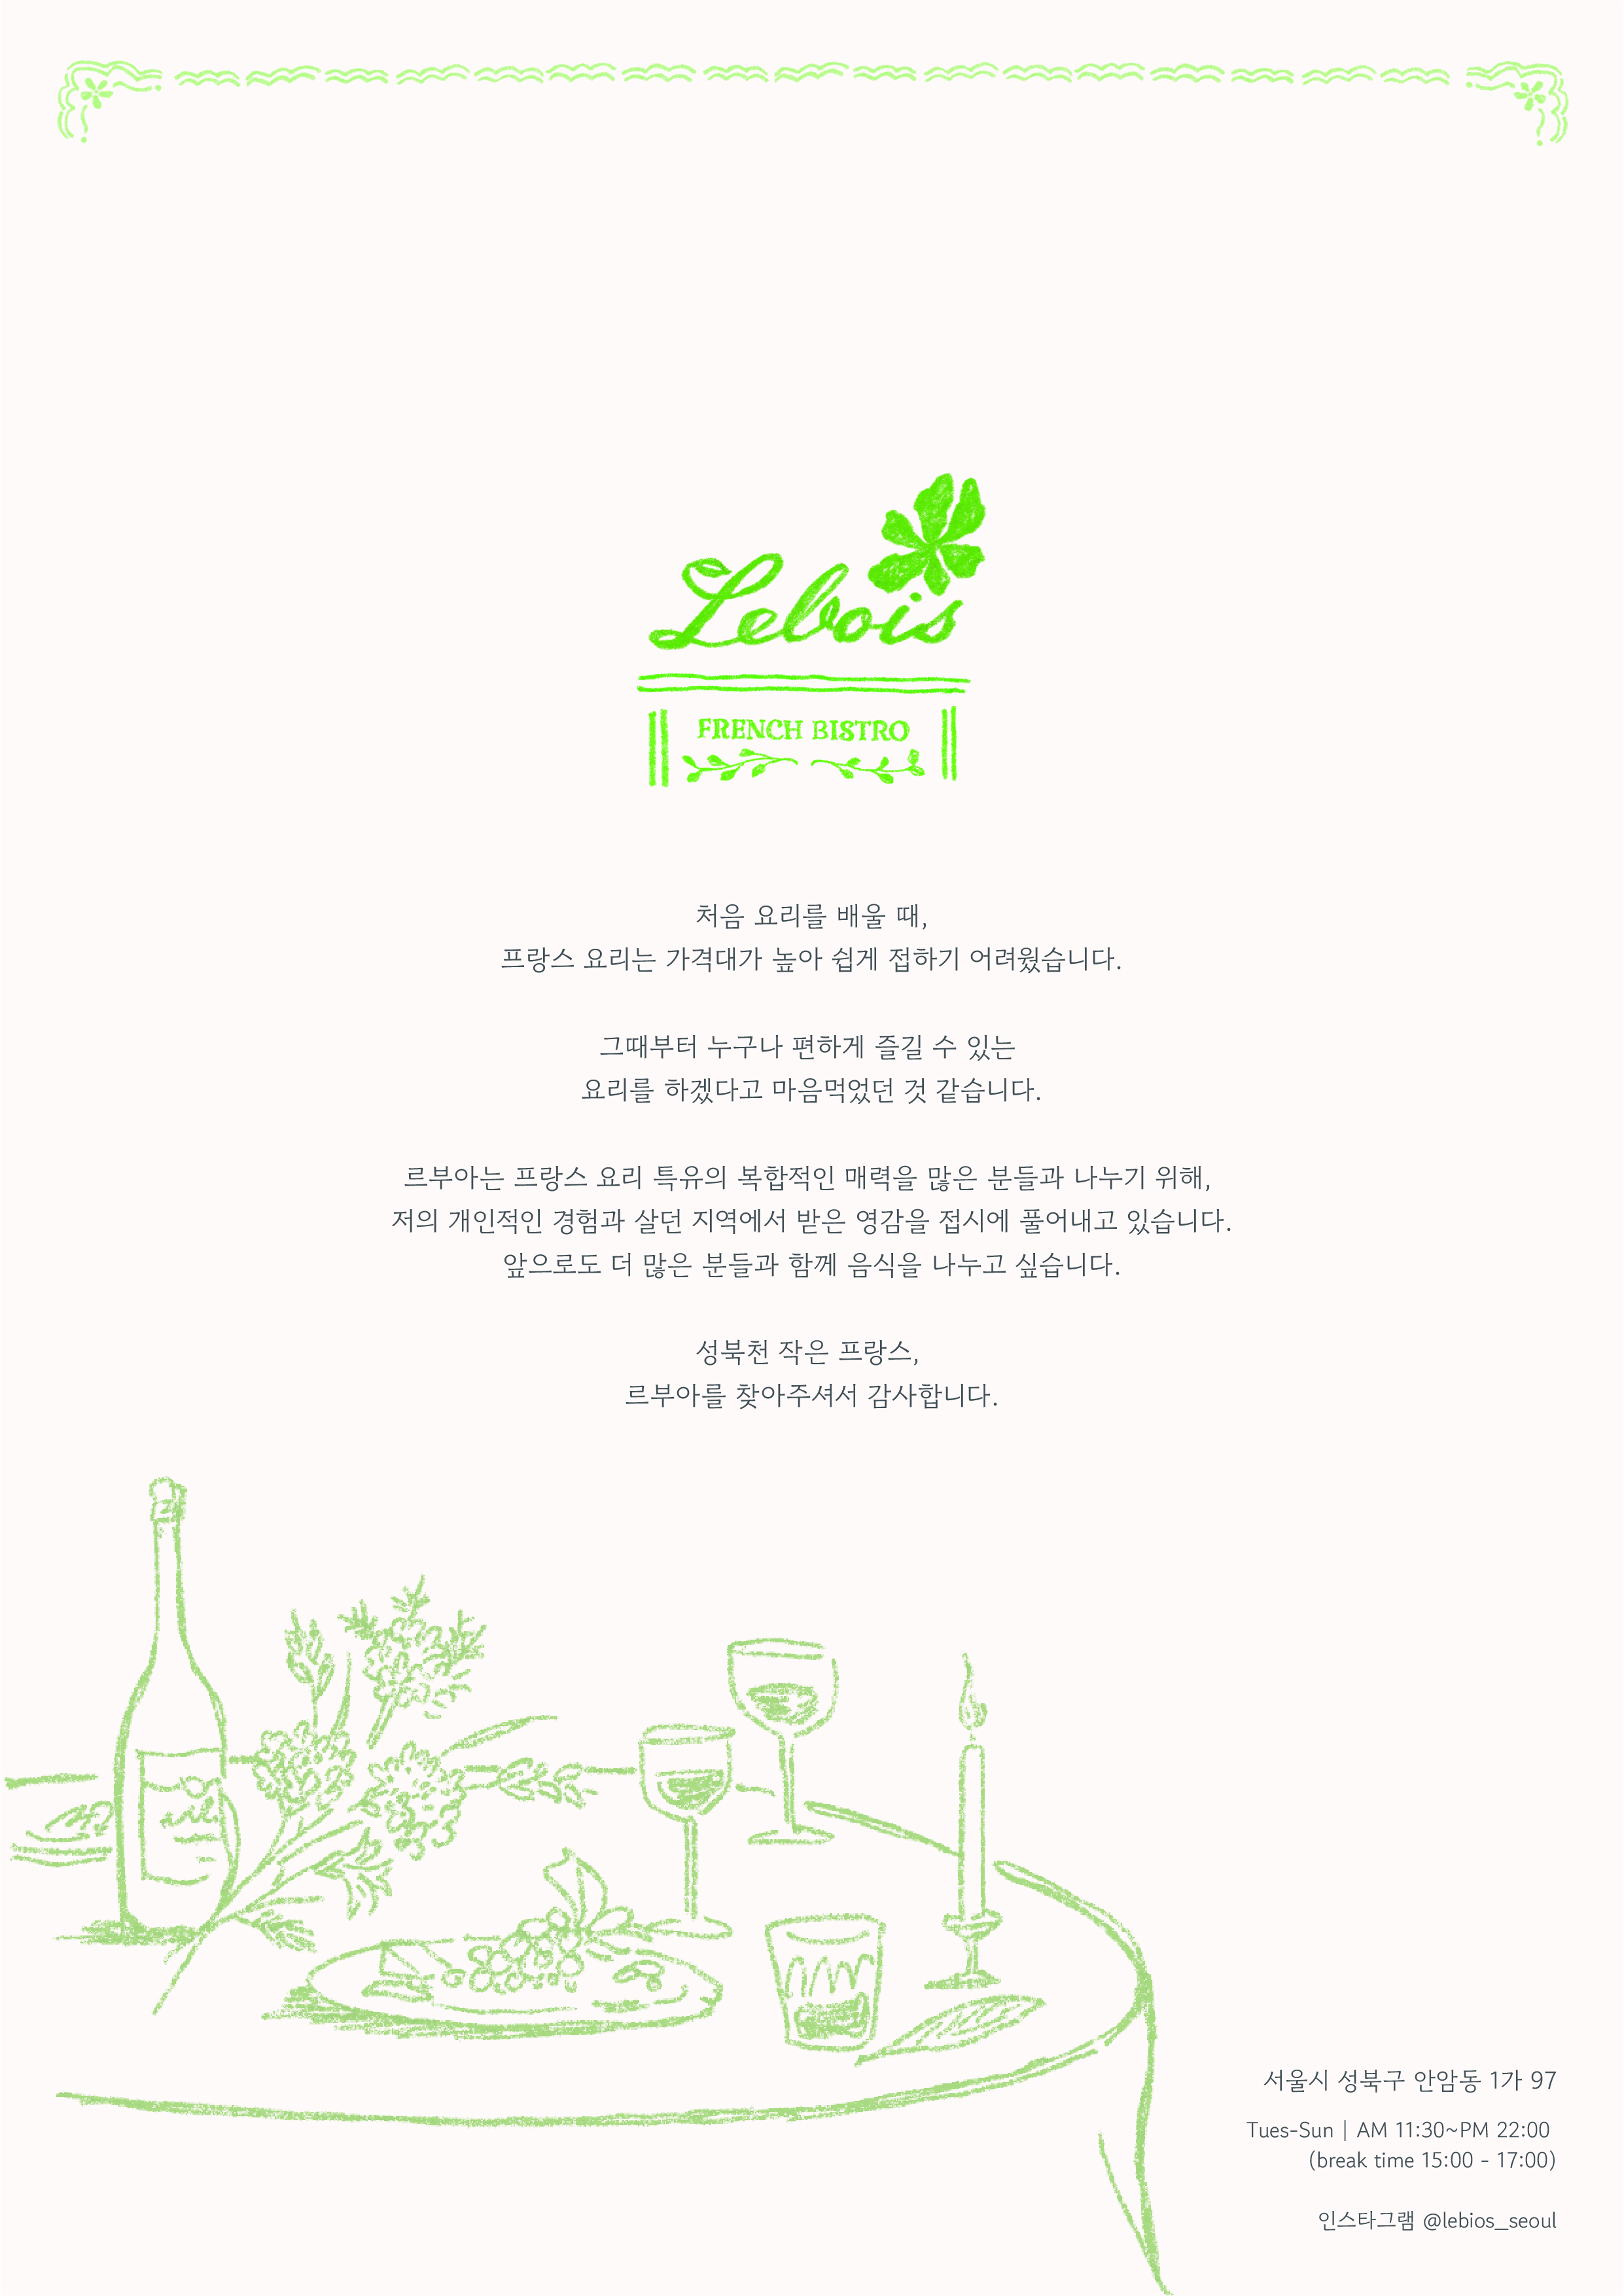 Lebois
FRENCH BISTRO
처음 요리를 배울 때,
프랑스 요리는 가격대가 높아 쉽게 접하기 어려웠습니다.
그때부터 누구나 편하게 즐길 수 있는
요리를 하겠다고 마음먹었던 것 같습니다.
르부아는 프랑스 요리 특유의 복합적인 매력을 많은 분들과 나누기 위해,
저의 개인적인 경험과 살던 지역에서 받은 영감을 접시에 풀어내고 있습니다.
앞으로도 더 많은 분들과 함께 음식을 나누고 싶습니다.
성북천 작은 프랑스,
르부아를 찾아주셔서 감사합니다.
서울시 성북구 안암동 1가 97
Tues-Sun | AM 11:30~PM 22:00
(break time 15:00 - 17:00)
인스타그램 @lebios_seoul